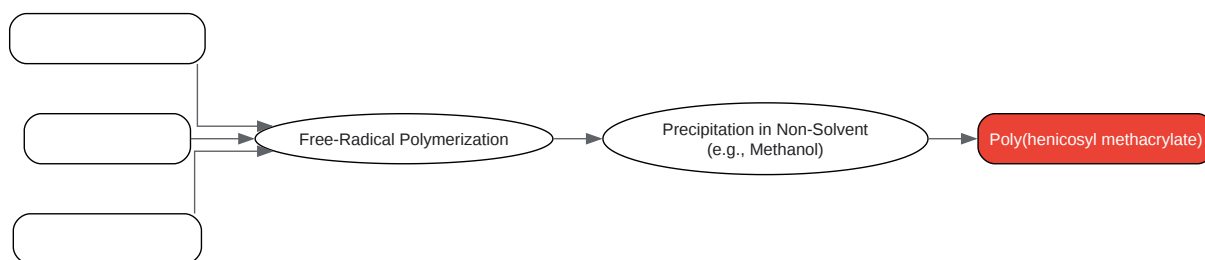 Free-Radical Polymerization
Precipitation in Non-Solvent
(e.g., Methanol)
Poly(henicosyl methacrylate)